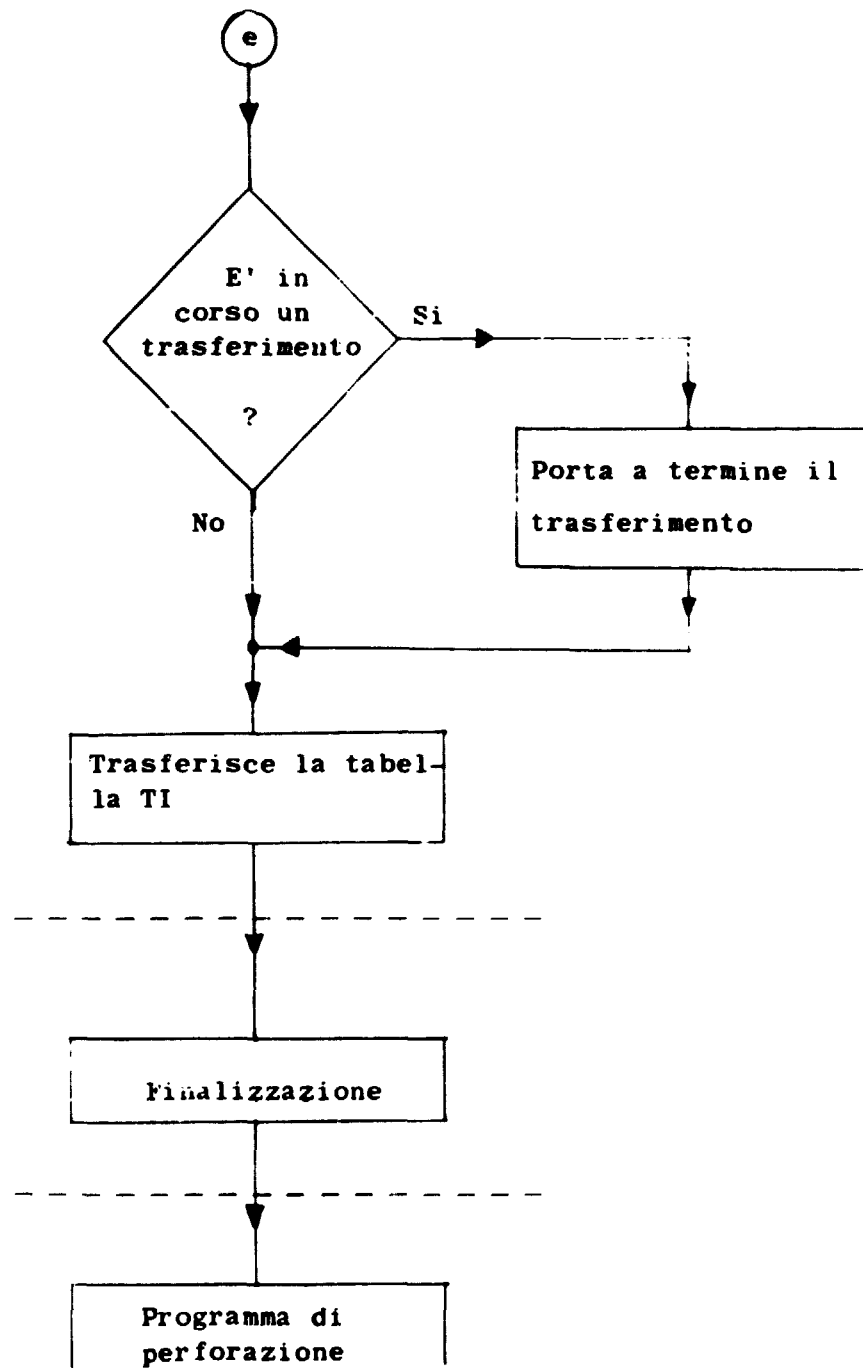 e
E' in
corso un
trasferimento
?
Si
Porta a termine il
trasferimento
No
Trasferisce la tabel-
la TI
Finalizzazione
Programma di
perforazione